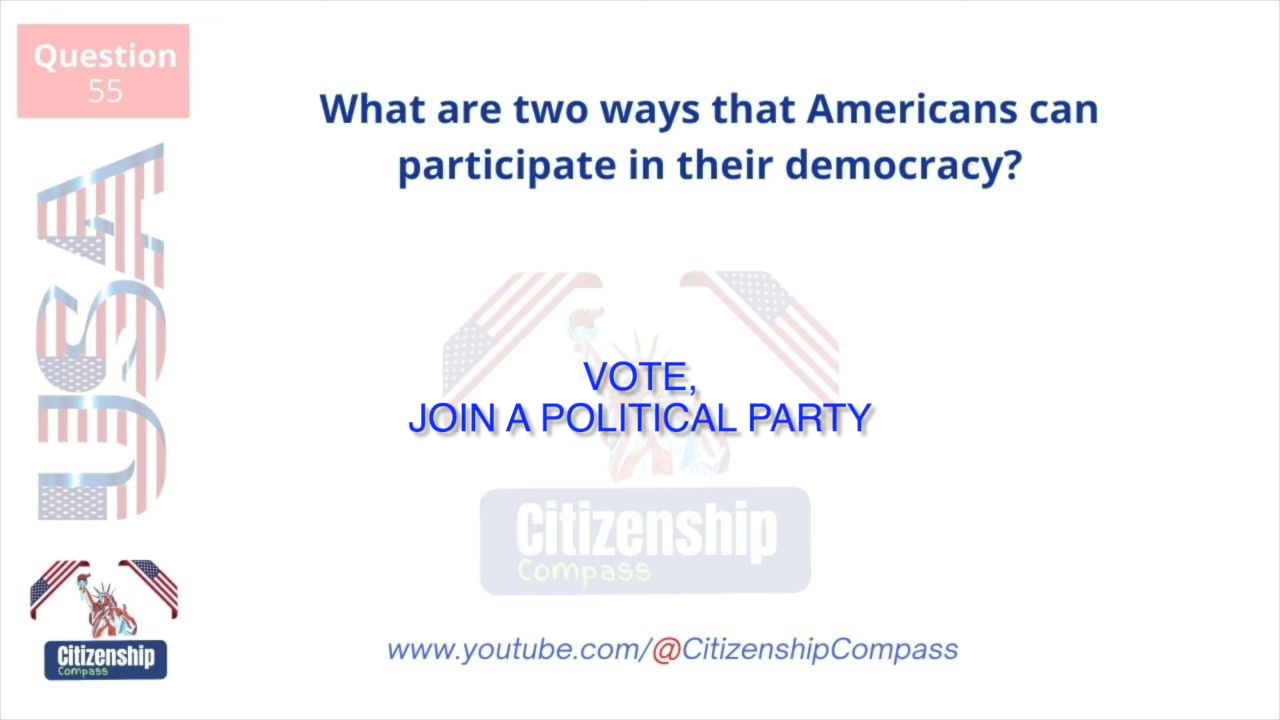 Question
55
What are two ways that Americans can
participate in their democracy?
USA
VOTE,
JOIN A POLITICAL PARTY
Citizenship
Compass
Citizenship
Compass
www.youtube.com/@CitizenshipCompass